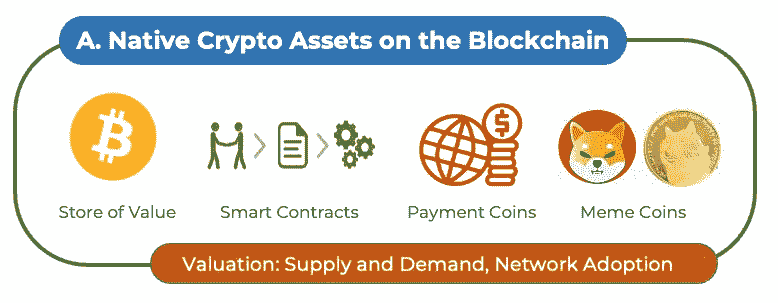 A. Native Crypto Assets on the Blockchain
Store of Value
Smart Contracts
Payment Coins
Meme Coins
Valuation: Supply and Demand, Network Adoption